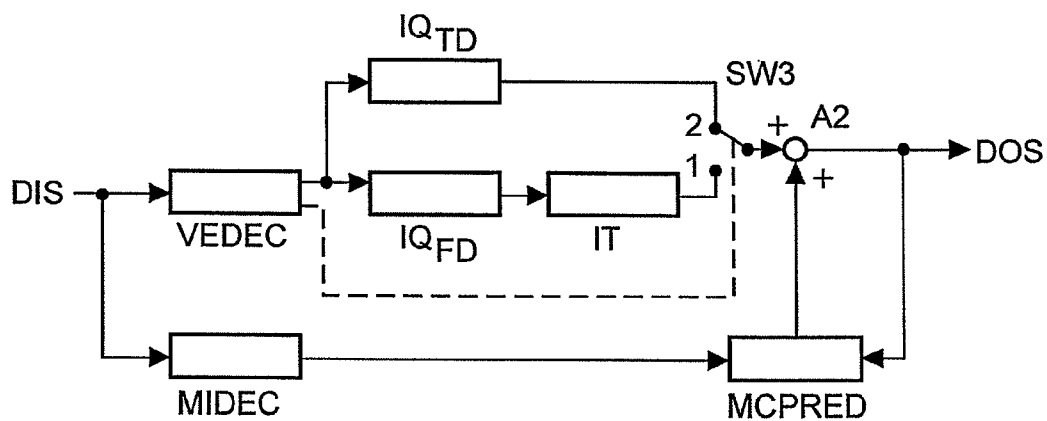 IQTD
SW3
2
+
A2
DIS
1
+
DOS
VEDEC
IQFD
IT
MIDEC
MCPRED